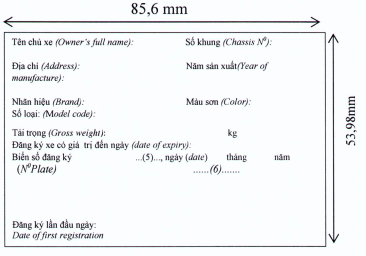 85,6 mm
Tên chủ xe (Owner's full name): Số khung (Chassis Nº):
Địa chỉ (Address): Năm sản xuất(Year of
manufacture):
Nhãn hiệu (Brand): Màu sơn (Color):
Số loại: (Model code):
Tải trọng (Gross weight): kg
Đăng ký xe có giá trị đến ngày (date of expiry):
Biển số đăng ký ...(5)..., ngày (date) tháng năm
(NºPlate) ......(6).......
Đăng ký lần đầu ngày:
Date of first registration
53,98mm